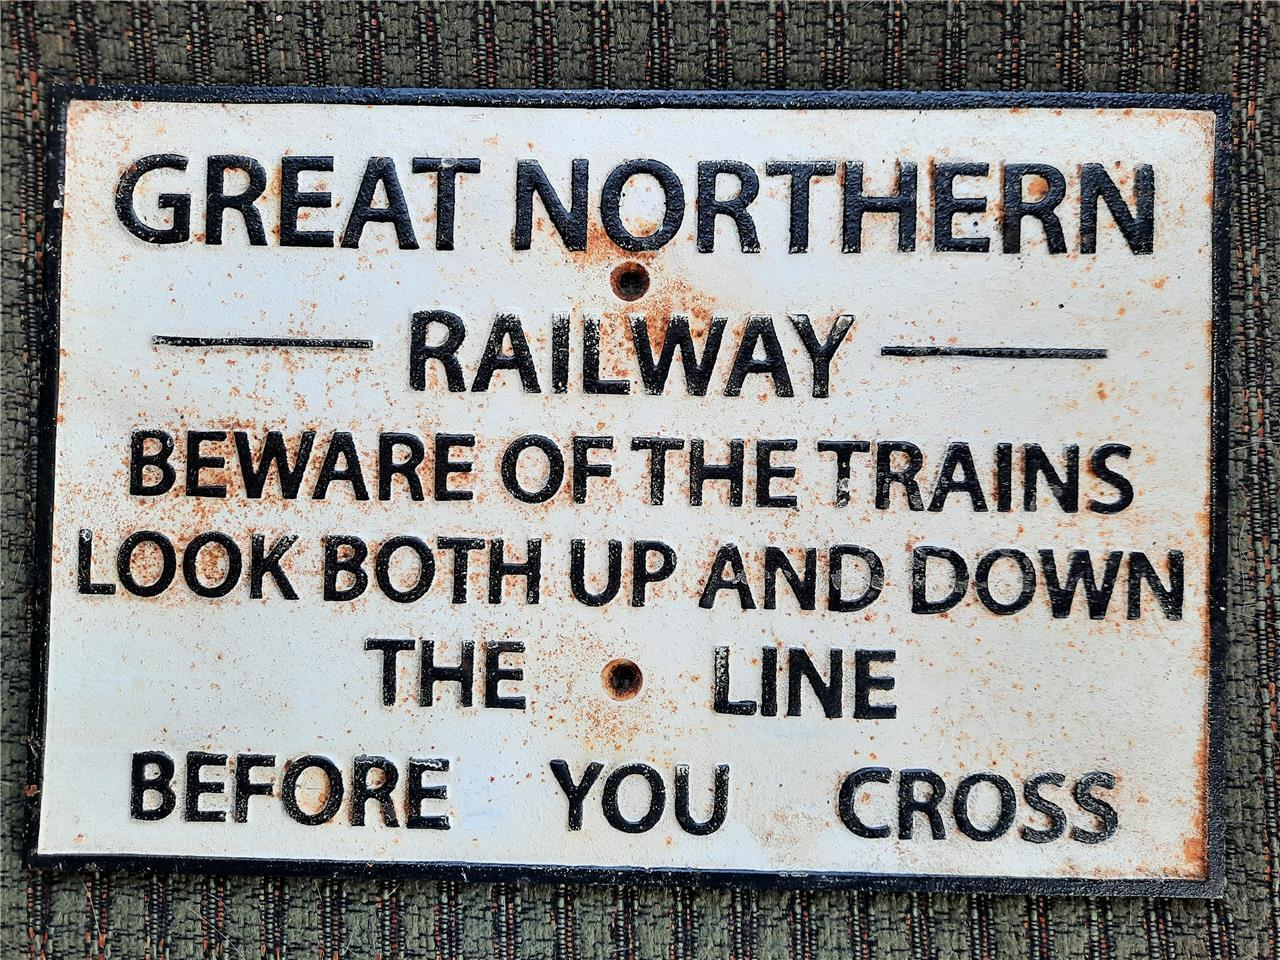 GREAT NORTHERN
RAILWAY
BEWARE OF THE TRAINS
LOOK BOTH UP AND DOWN
THE LINE
BEFORE YOU CROSS